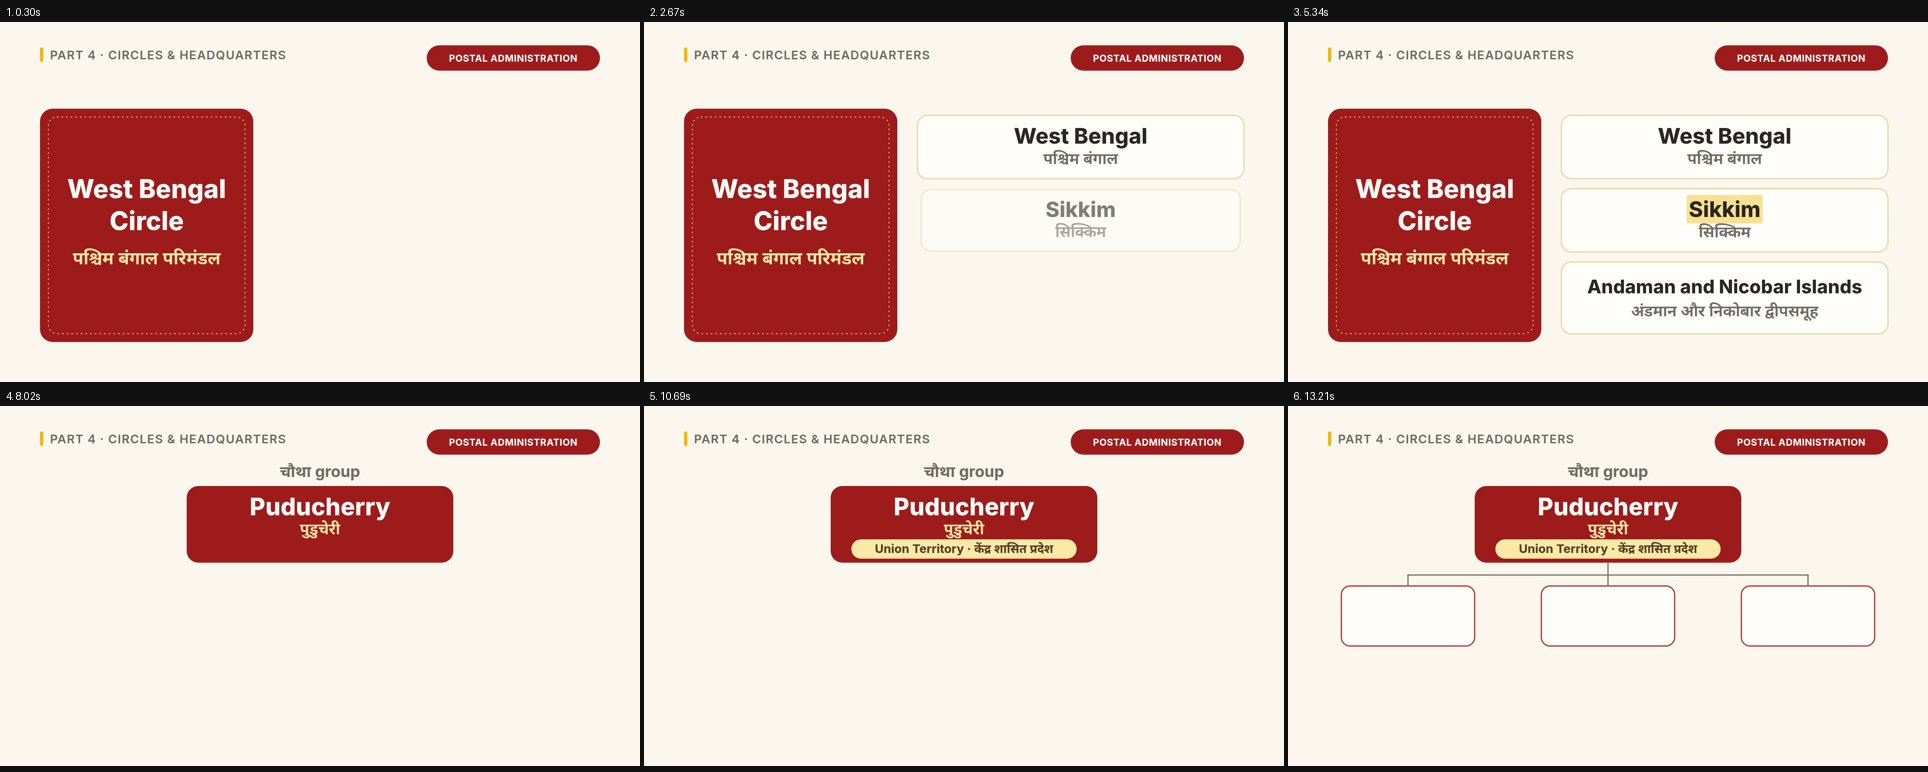 1. 0.30s
PART 4 · CIRCLES & HEADQUARTERS
POSTAL ADMINISTRATION
West Bengal
Circle
पश्चिम बंगाल परिमंडल
2. 2.67s
PART 4 · CIRCLES & HEADQUARTERS
POSTAL ADMINISTRATION
West Bengal
Circle
पश्चिम बंगाल परिमंडल
West Bengal
पश्चिम बंगाल
Sikkim
सिक्किम
3. 5.34s
PART 4 · CIRCLES & HEADQUARTERS
POSTAL ADMINISTRATION
West Bengal
Circle
पश्चिम बंगाल परिमंडल
West Bengal
पश्चिम बंगाल
Sikkim
सिक्किम
Andaman and Nicobar Islands
अंडमान और निकोबार द्वीपसमूह
4. 8.02s
PART 4 · CIRCLES & HEADQUARTERS
POSTAL ADMINISTRATION
चौथा group
Puducherry
पुडुचेरी
5. 10.69s
PART 4 · CIRCLES & HEADQUARTERS
POSTAL ADMINISTRATION
चौथा group
Puducherry
पुडुचेरी
Union Territory · केंद्र शासित प्रदेश
6. 13.21s
PART 4 · CIRCLES & HEADQUARTERS
POSTAL ADMINISTRATION
चौथा group
Puducherry
पुडुचेरी
Union Territory · केंद्र शासित प्रदेश